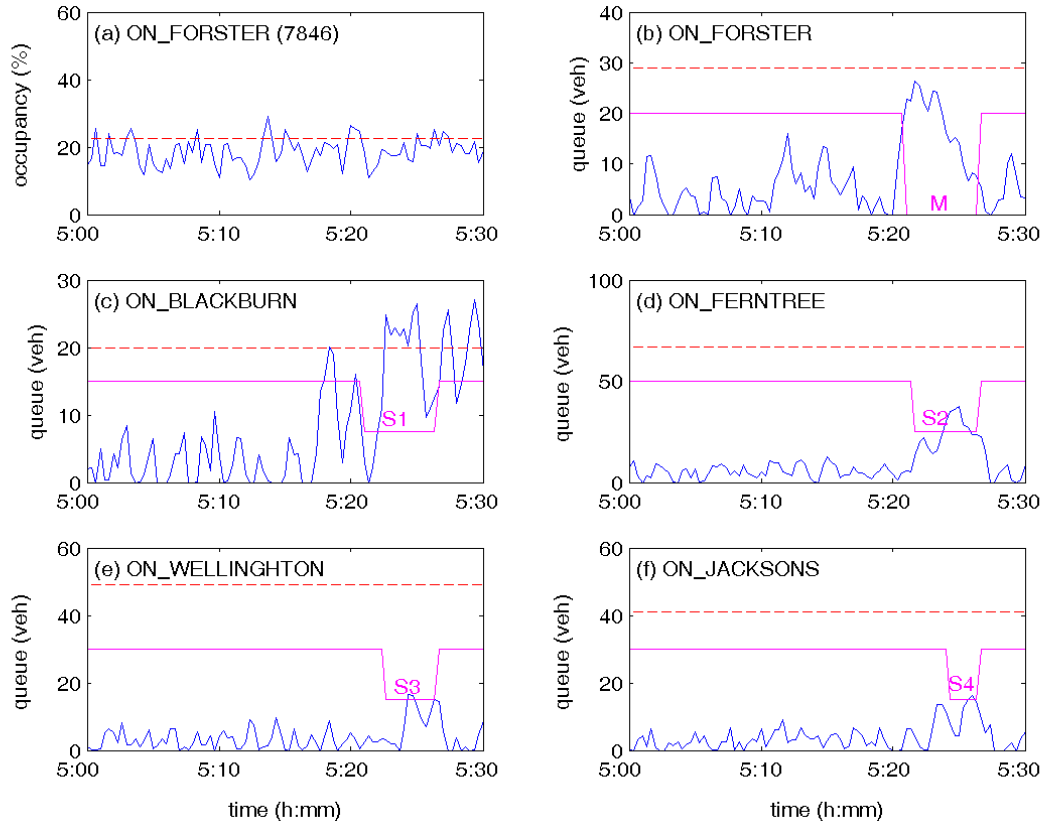 (a) ON_FORSTER (7846)
occupancy (%)
60
40
20
0
5:00 5:10 5:20 5:30
(b) ON_FORSTER
queue (veh)
40
30
20
10
0
M
5:00 5:10 5:20 5:30
(c) ON_BLACKBURN
queue (veh)
30
20
10
0
S1
5:00 5:10 5:20 5:30
(d) ON_FERNTREE
queue (veh)
100
50
0
S2
5:00 5:10 5:20 5:30
(e) ON_WELLINGHTON
queue (veh)
60
40
20
0
S3
5:00 5:10 5:20 5:30
time (h:mm)
(f) ON_JACKSONS
queue (veh)
60
40
20
0
S4
5:00 5:10 5:20 5:30
time (h:mm)